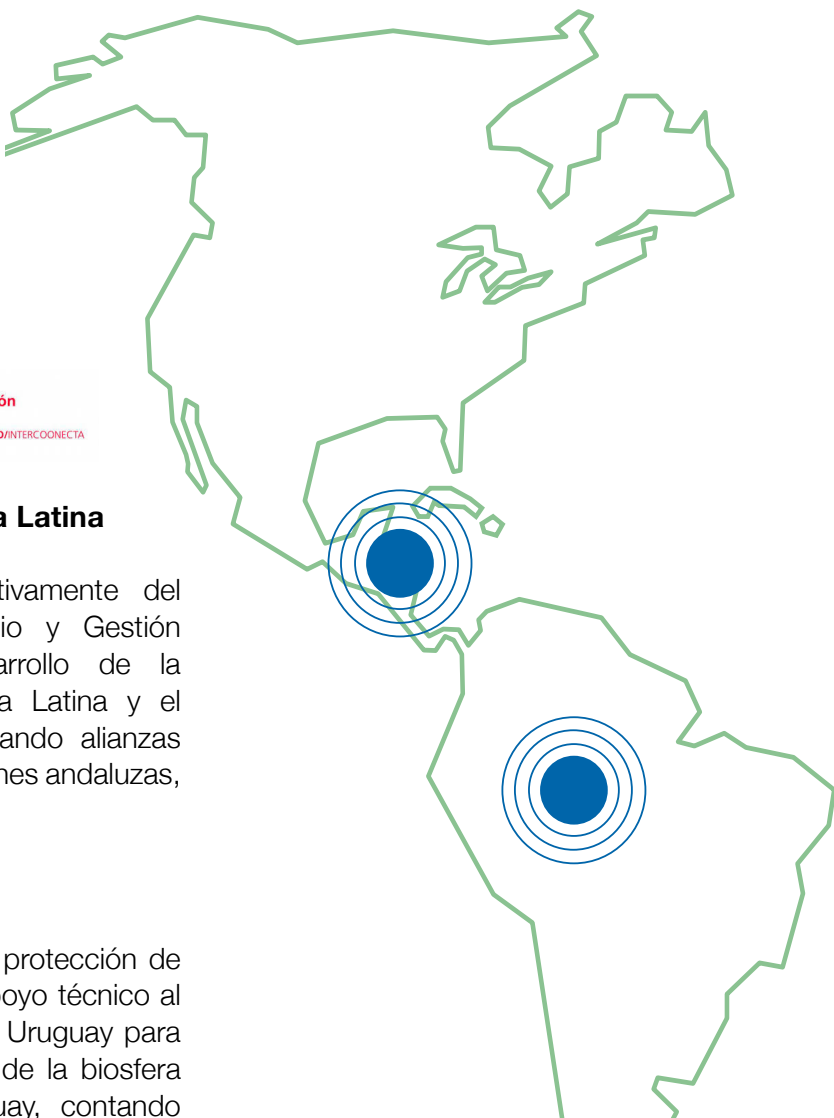 ón
O/INTERCOONECTA
a Latina
tivamente del
io y Gestión
arrollo de la
a Latina y el
ando alianzas
nes andaluzas,
protección de
poyo técnico al
Uruguay para
de la biosfera
uay, contando